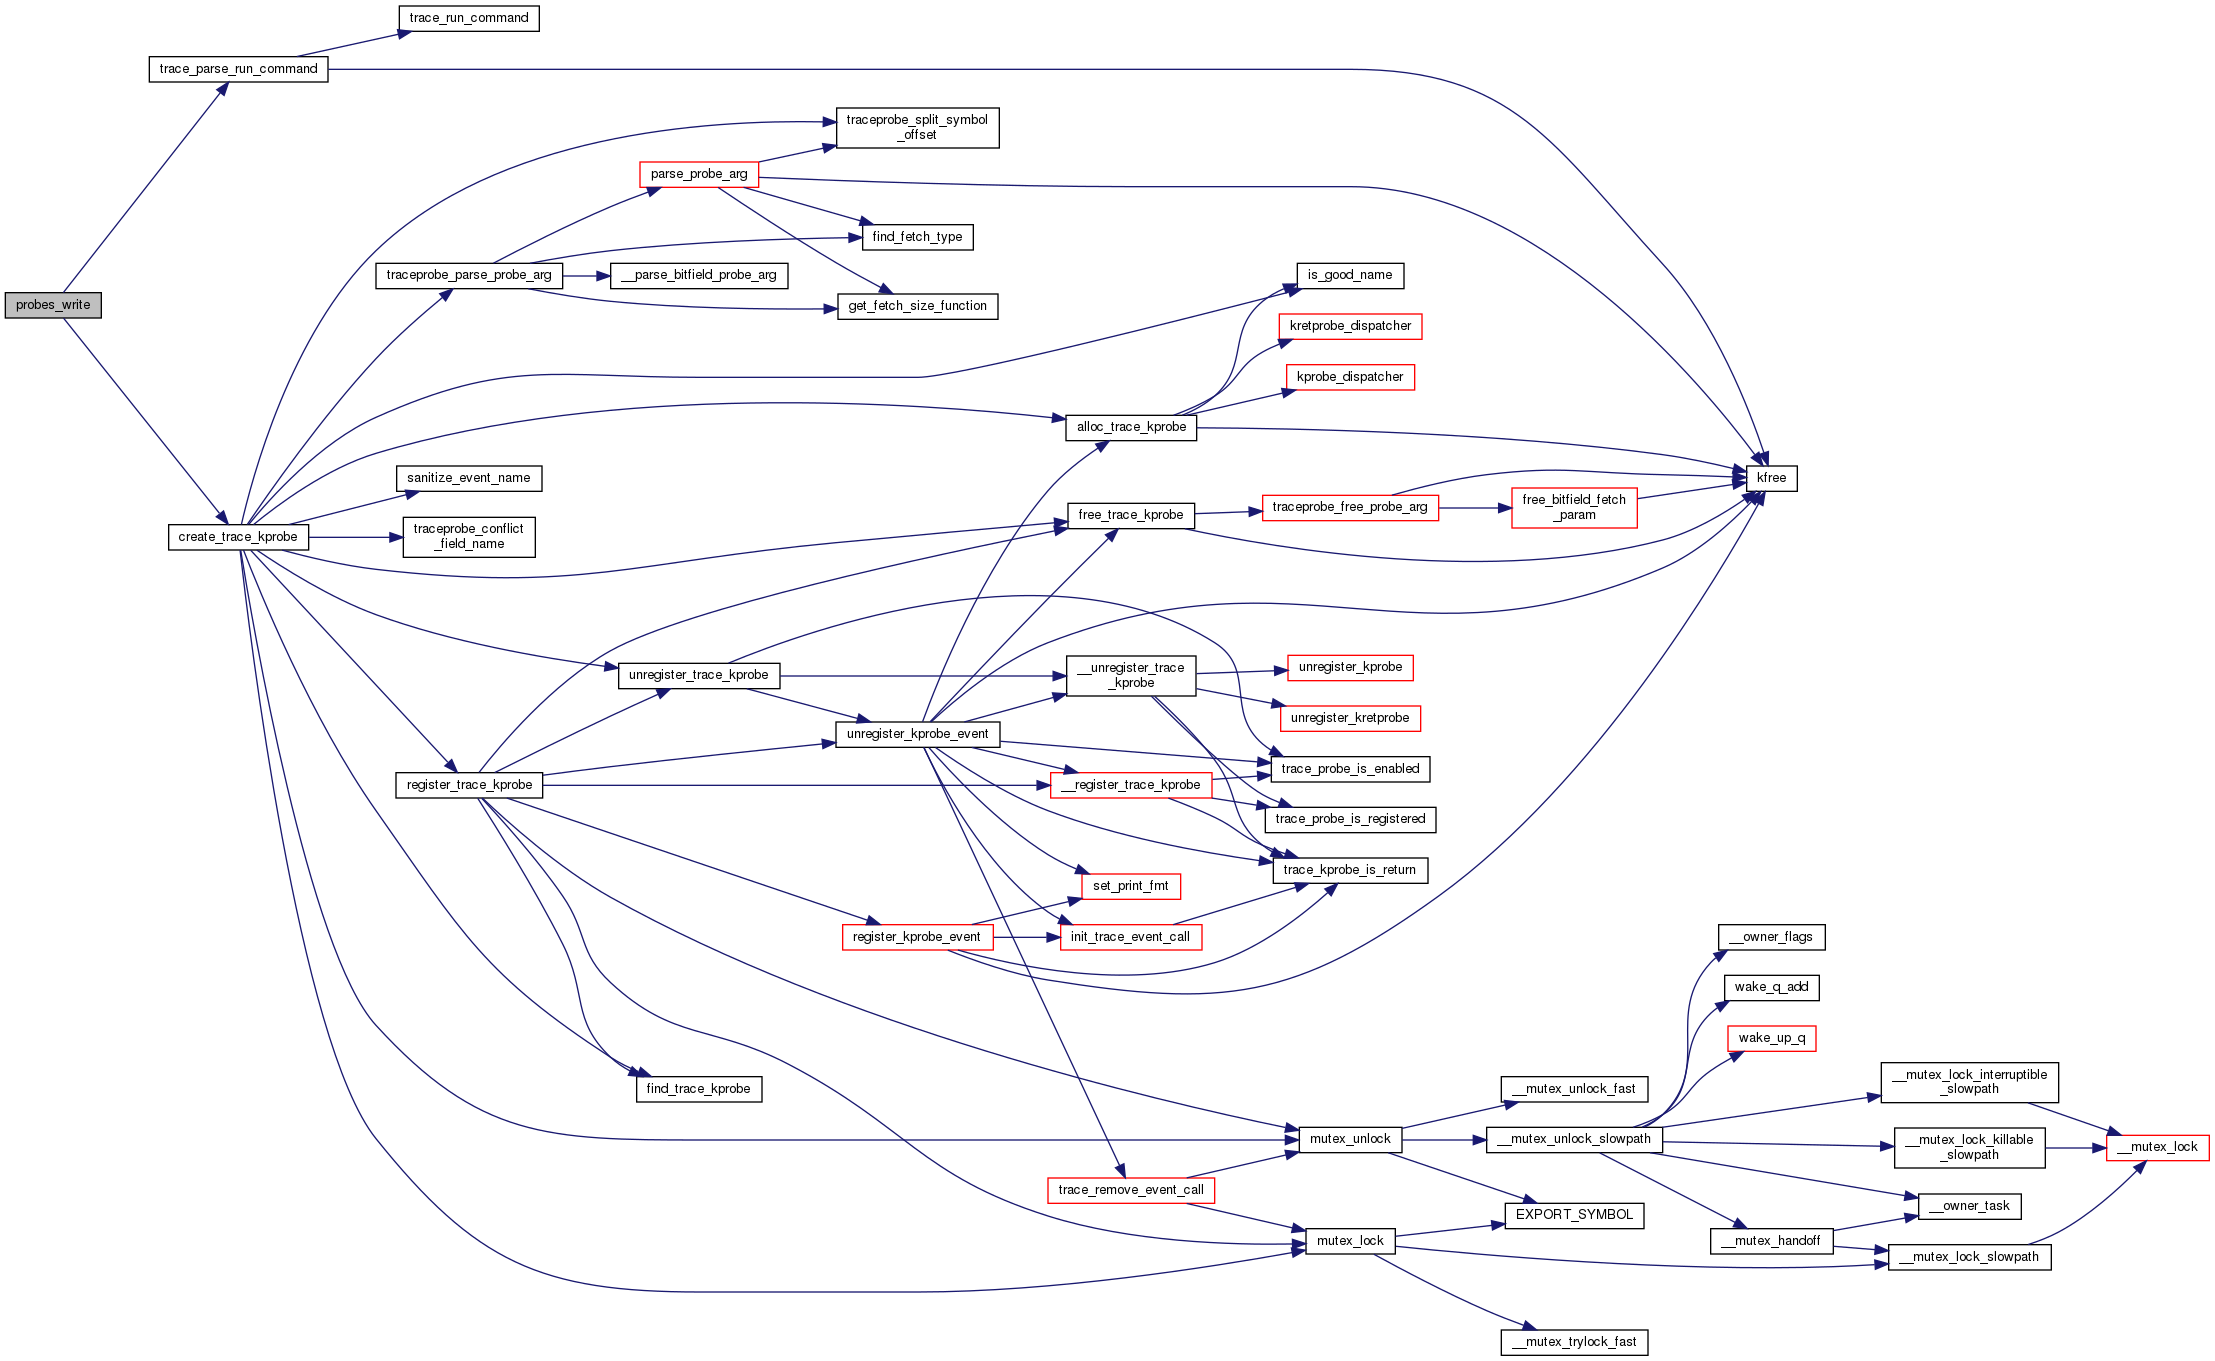 trace_run_command
trace_parse_run_command
traceprobe_split_symbol
_offset
parse_probe_arg
find_fetch_type
traceprobe_parse_probe_arg
__parse_bitfield_probe_arg
is_good_name
probes_write
get_fetch_size_function
kretprobe_dispatcher
kprobe_dispatcher
alloc_trace_kprobe
sanitize_event_name
kfree
free_trace_kprobe
traceprobe_free_probe_arg
free_bitfield_fetch
_param
create_trace_kprobe
traceprobe_conflict
_field_name
unregister_trace_kprobe
__unregister_trace
_kprobe
unregister_kprobe
unregister_kretprobe
unregister_kprobe_event
trace_probe_is_enabled
register_trace_kprobe
__register_trace_kprobe
trace_probe_is_registered
trace_kprobe_is_return
set_print_fmt
register_kprobe_event
init_trace_event_call
__owner_flags
wake_q_add
wake_up_q
find_trace_kprobe
__mutex_unlock_fast
__mutex_lock_interruptible
_slowpath
mutex_unlock
__mutex_unlock_slowpath
__mutex_lock_killable
_slowpath
__mutex_lock
trace_remove_event_call
EXPORT_SYMBOL
__owner_task
mutex_lock
__mutex_handoff
__mutex_lock_slowpath
__mutex_trylock_fast